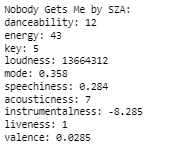 Nobody Gets Me by SZA:
danceability: 12
energy: 43
key: 5
loudness: 13664312
mode: 0.358
speechiness: 0.284
acousticness: 7
instrumentalness: -8.285
liveness: 1
valence: 0.0285